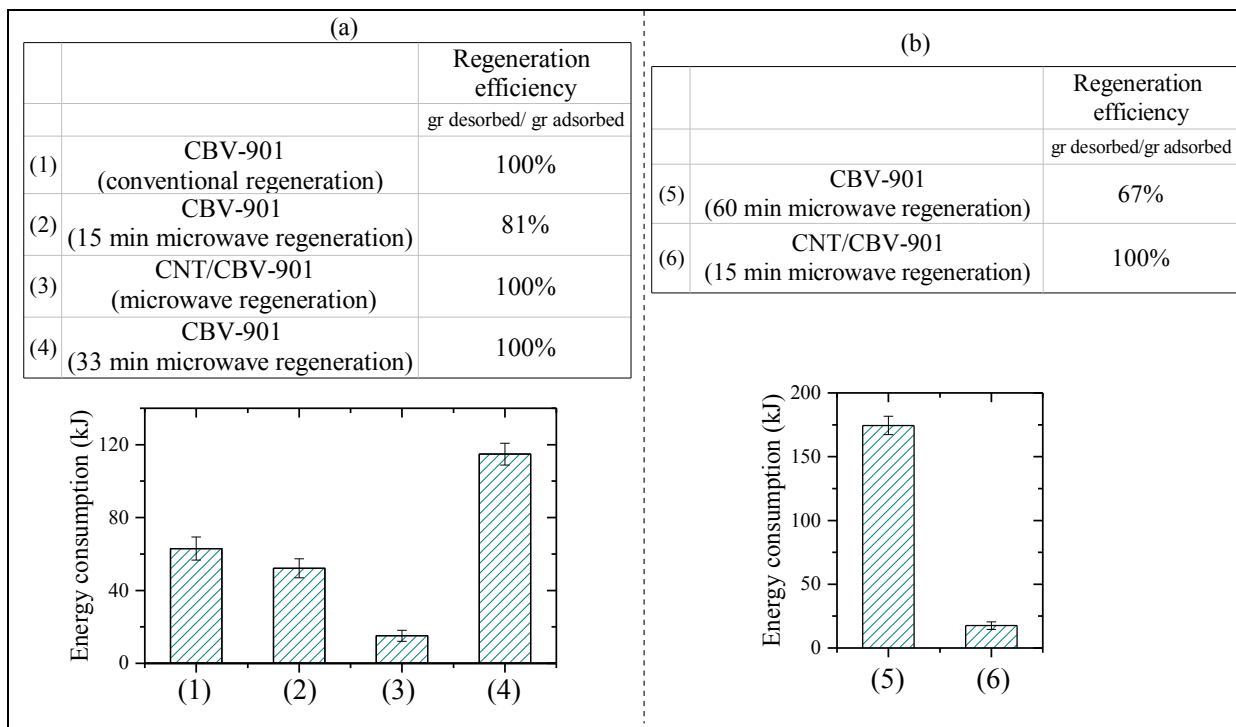 (a)
Regeneration
efficiency
gr desorbed/ gr adsorbed
(1) CBV-901
(conventional regeneration) 100%
(2) CBV-901
(15 min microwave regeneration) 81%
(3) CNT/CBV-901
(microwave regeneration) 100%
(4) CBV-901
(33 min microwave regeneration) 100%
Energy consumption (kJ)
120
80
40
0
(1) (2) (3) (4)
(b)
Regeneration
efficiency
gr desorbed/gr adsorbed
(5) CBV-901
(60 min microwave regeneration) 67%
(6) CNT/CBV-901
(15 min microwave regeneration) 100%
Energy consumption (kJ)
200
150
100
50
0
(5) (6)